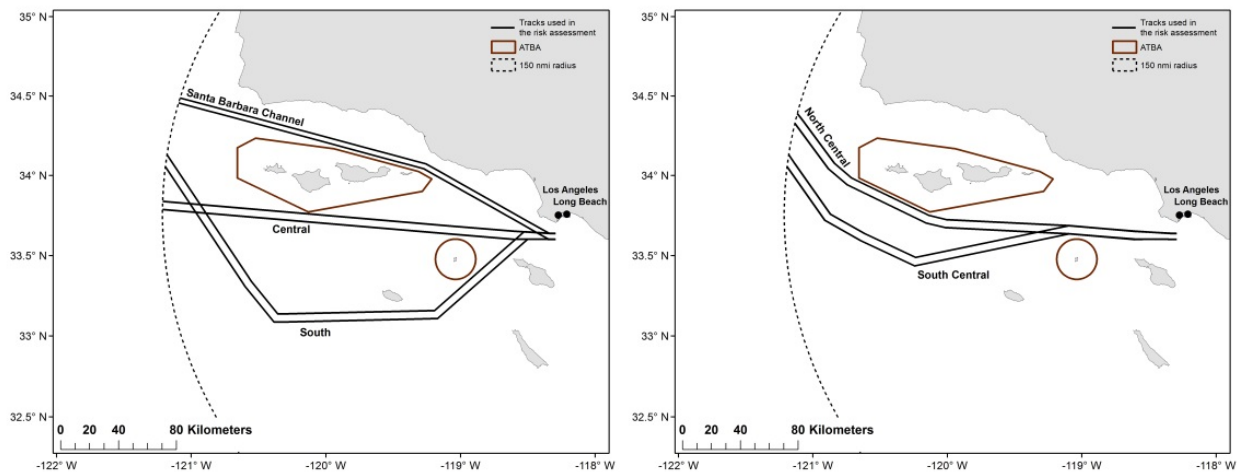 35° N
34.5° N
34° N
33.5° N
33° N
32.5° N
Tracks used in
the risk assessment
ATBA
150 nmi radius
Santa Barbara Channel
Los Angeles
Long Beach
Central
South
0 20 40 80 Kilometers
-122° W -121° W -120° W -119° W -118° W
35° N
34.5° N
34° N
33.5° N
33° N
32.5° N
Tracks used in
the risk assessment
ATBA
150 nmi radius
North Central
Los Angeles
Long Beach
South Central
0 20 40 80 Kilometers
-122° W -121° W -120° W -119° W -118° W